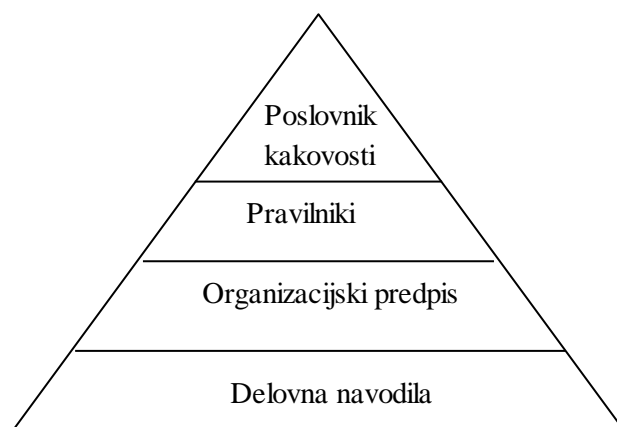 Poslovnik
kakovosti
Pravilniki
Organizacijski predpis
Delovna navodila